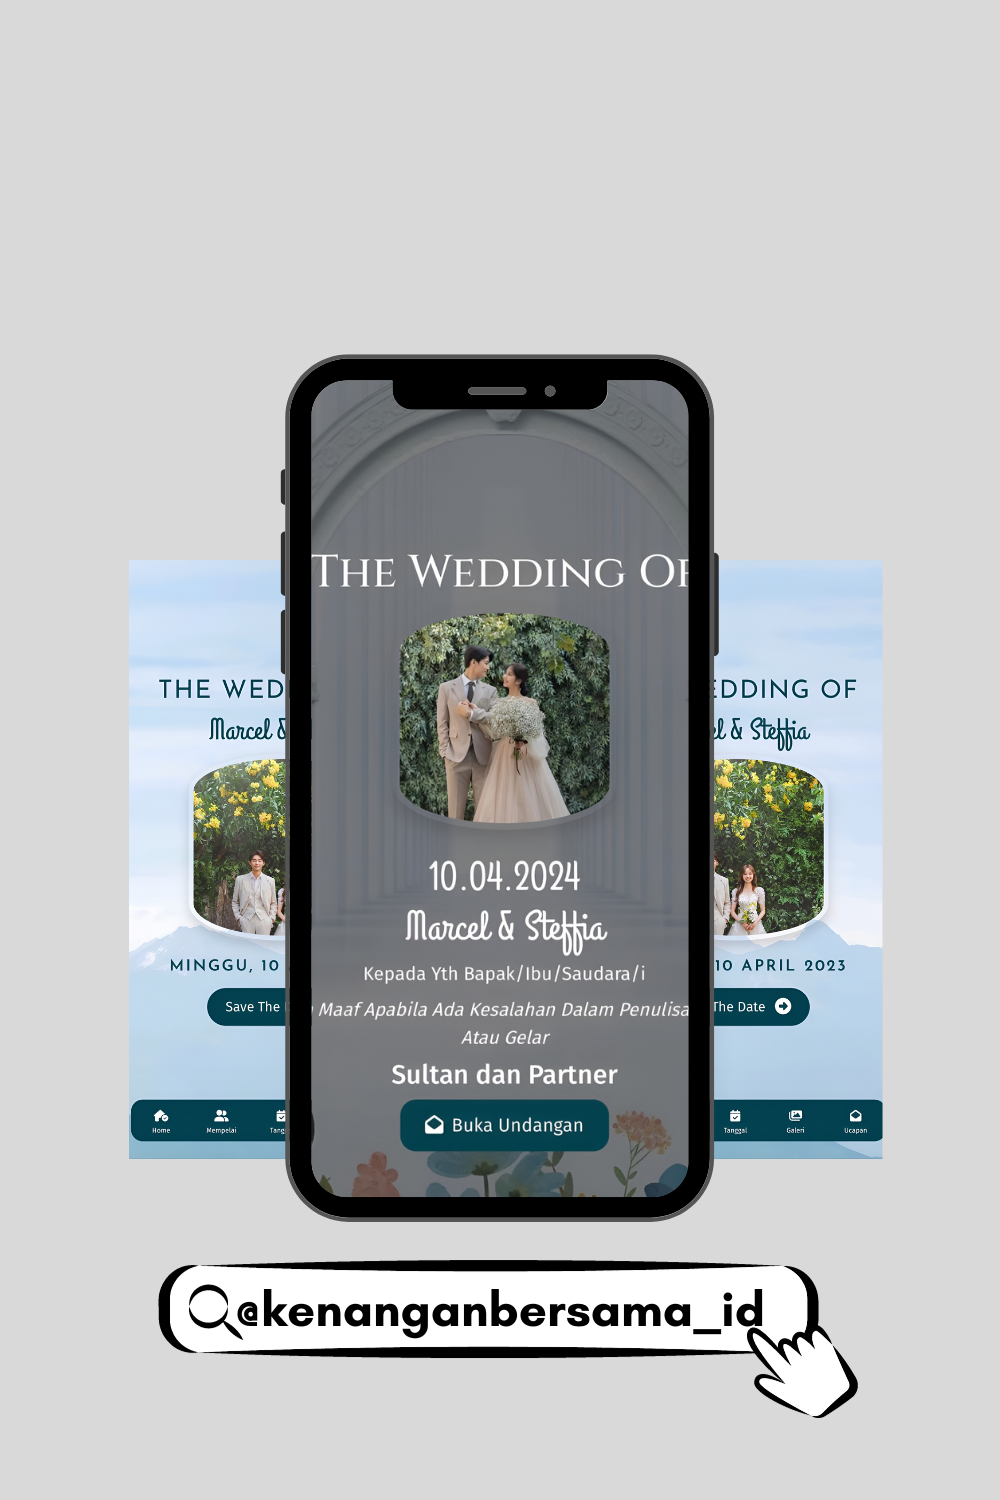 THE WEDDING OF
10.04.2024
Marcel & Steffia
Kepada Yth Bapak/Ibu/Saudara/i
Maaf Apabila Ada Kesalahan Dalam Penulisa
Atau Gelar
Sultan dan Partner
Buka Undangan
THE WED
Marcel &
MINGGU, 10
Save The
Home Mempelai Tang
EDDING OF
el & Steffia
10 APRIL 2023
The Date
Tanggal Galeri Ucapan
@kenanganbersama_id